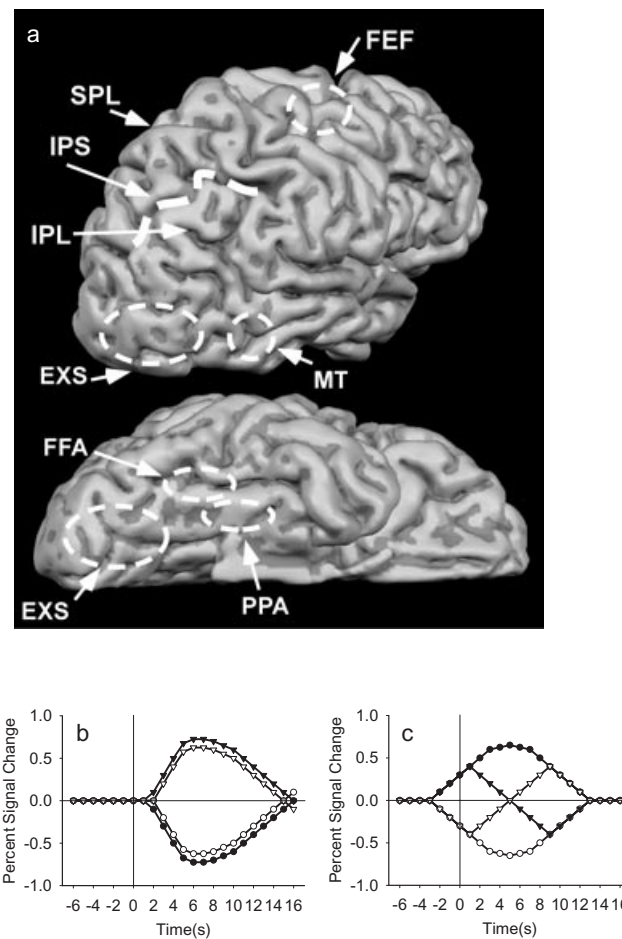 a
FEF
SPL
IPS
IPL
EXS
MT
FFA
EXS
PPA
b
1.0
0.5
0.0
-0.5
-1.0
Percent Signal Change
-6 -4 -2 0 2 4 6 8 10 12 14 16
Time(s)
c
1.0
0.5
0.0
-0.5
-1.0
Percent Signal Change
-6 -4 -2 0 2 4 6 8 10 12 14 16
Time(s)